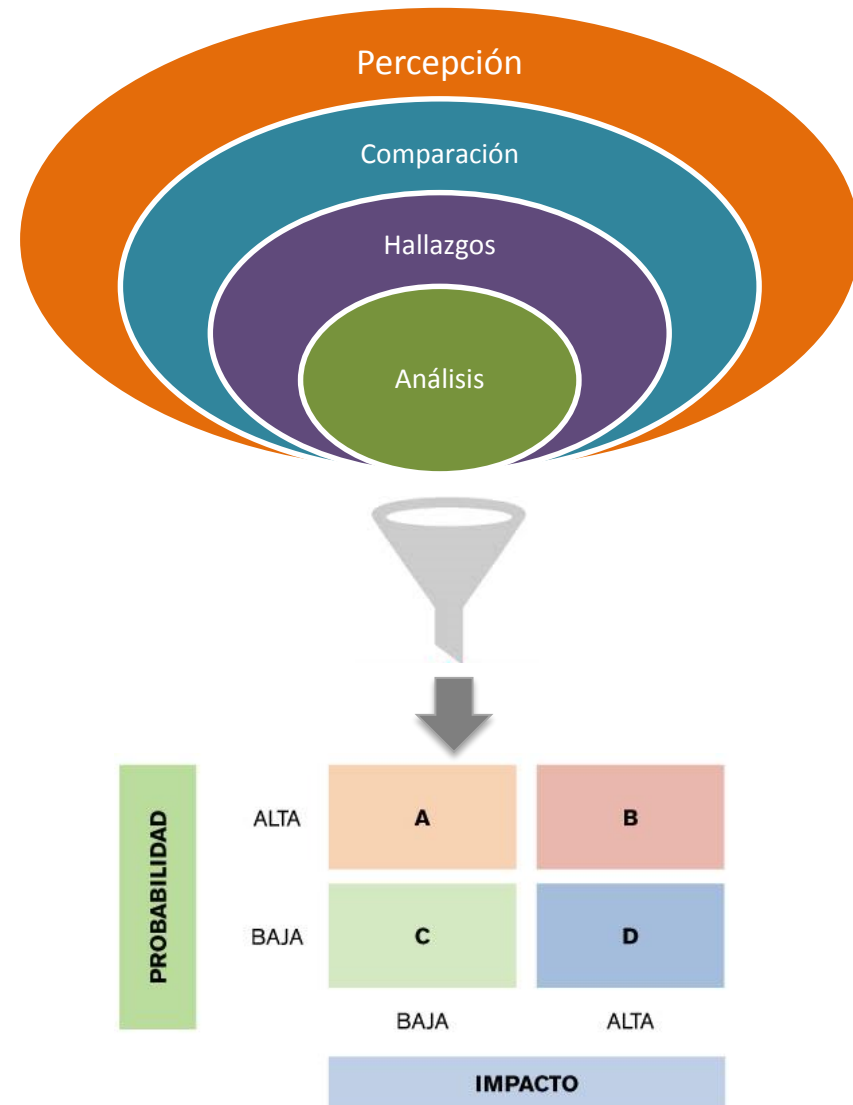 Percepción
Comparación
Hallazgos
Análisis
PROBABILIDAD
ALTA
A
B
BAJA
C
D
BAJA
ALTA
IMPACTO